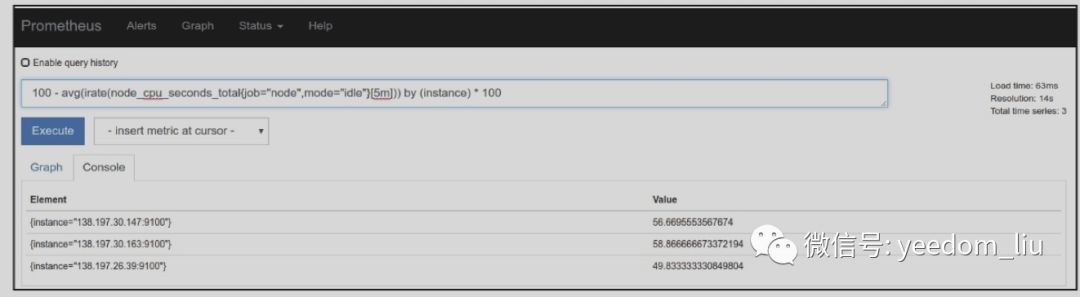 Prometheus Alerts Graph Status Help
Enable query history
100 - avg(irate(node_cpu_seconds_total{job="node",mode="idle"}[5m])) by (instance) * 100
Load time: 63ms
Resolution: 14s
Total time series: 3
Execute - insert metric at cursor -
Graph Console
Element Value
{instance="138.197.30.147:9100"} 56.6695553567674
{instance="138.197.30.163:9100"} 58.866666673372194
{instance="138.197.26.39:9100"} 49.833333330849804
微信号: yeedom_liu